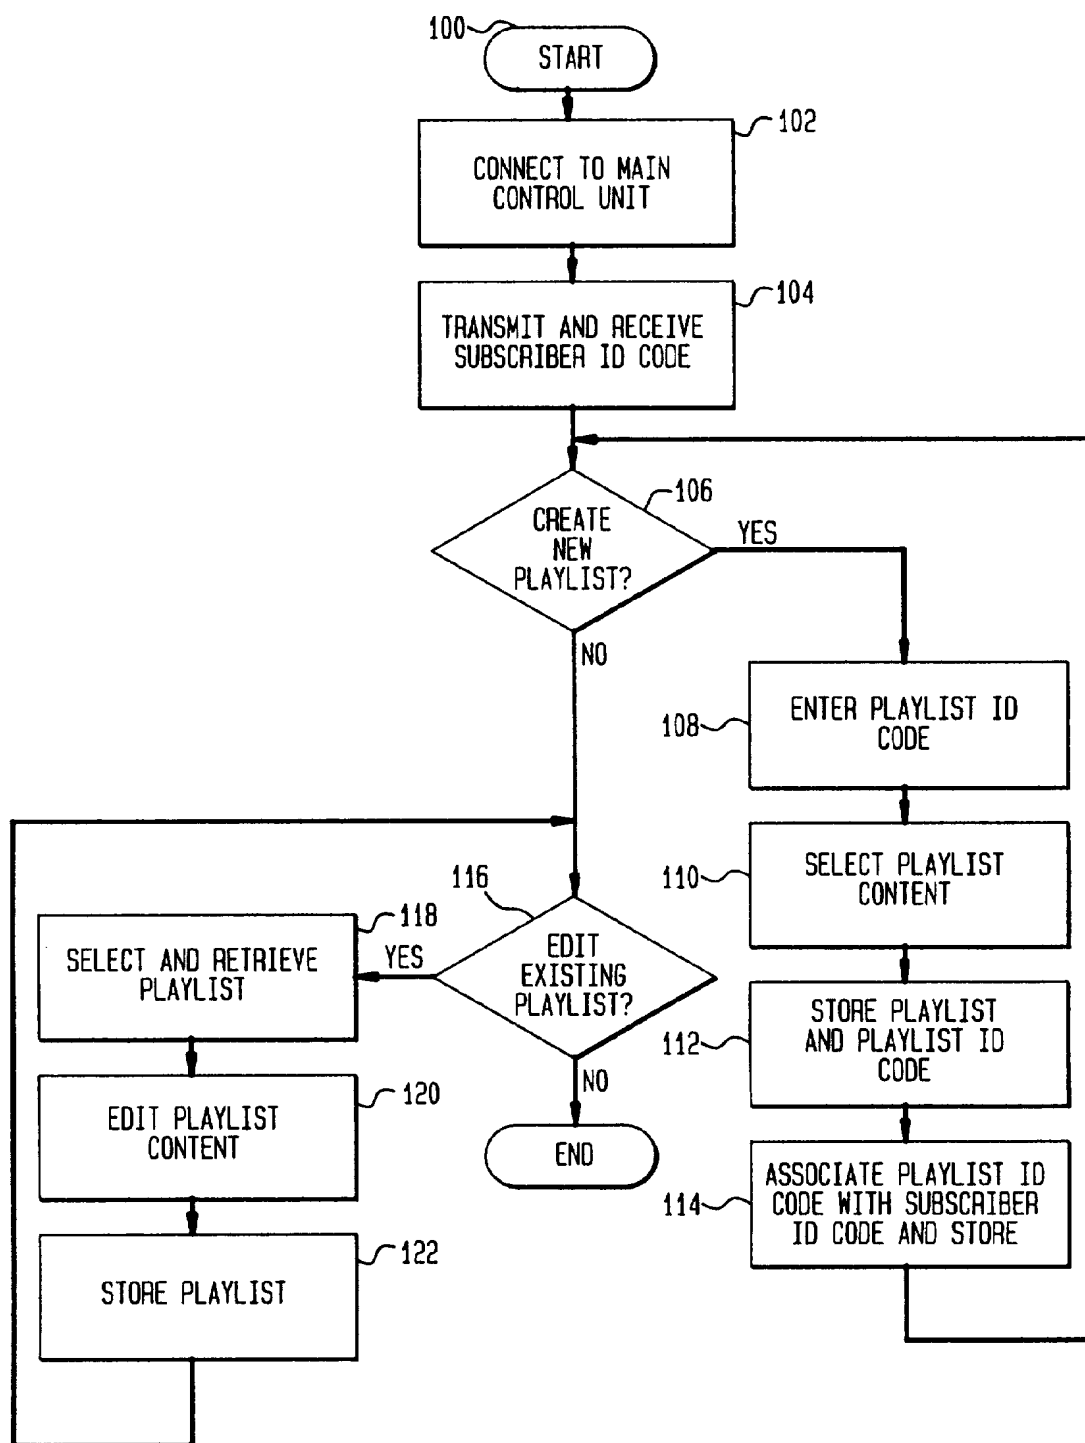 100
START
102
CONNECT TO MAIN
CONTROL UNIT
104
TRANSMIT AND RECEIVE
SUBSCRIBER ID CODE
106
CREATE
NEW
PLAYLIST?
YES
NO
108
ENTER PLAYLIST ID
CODE
110
SELECT PLAYLIST
CONTENT
112
STORE PLAYLIST
AND PLAYLIST ID
CODE
114
ASSOCIATE PLAYLIST ID
CODE WITH SUBSCRIBER
ID CODE AND STORE
116
EDIT
EXISTING
PLAYLIST?
YES
NO
118
SELECT AND RETRIEVE
PLAYLIST
120
EDIT PLAYLIST
CONTENT
122
STORE PLAYLIST
END